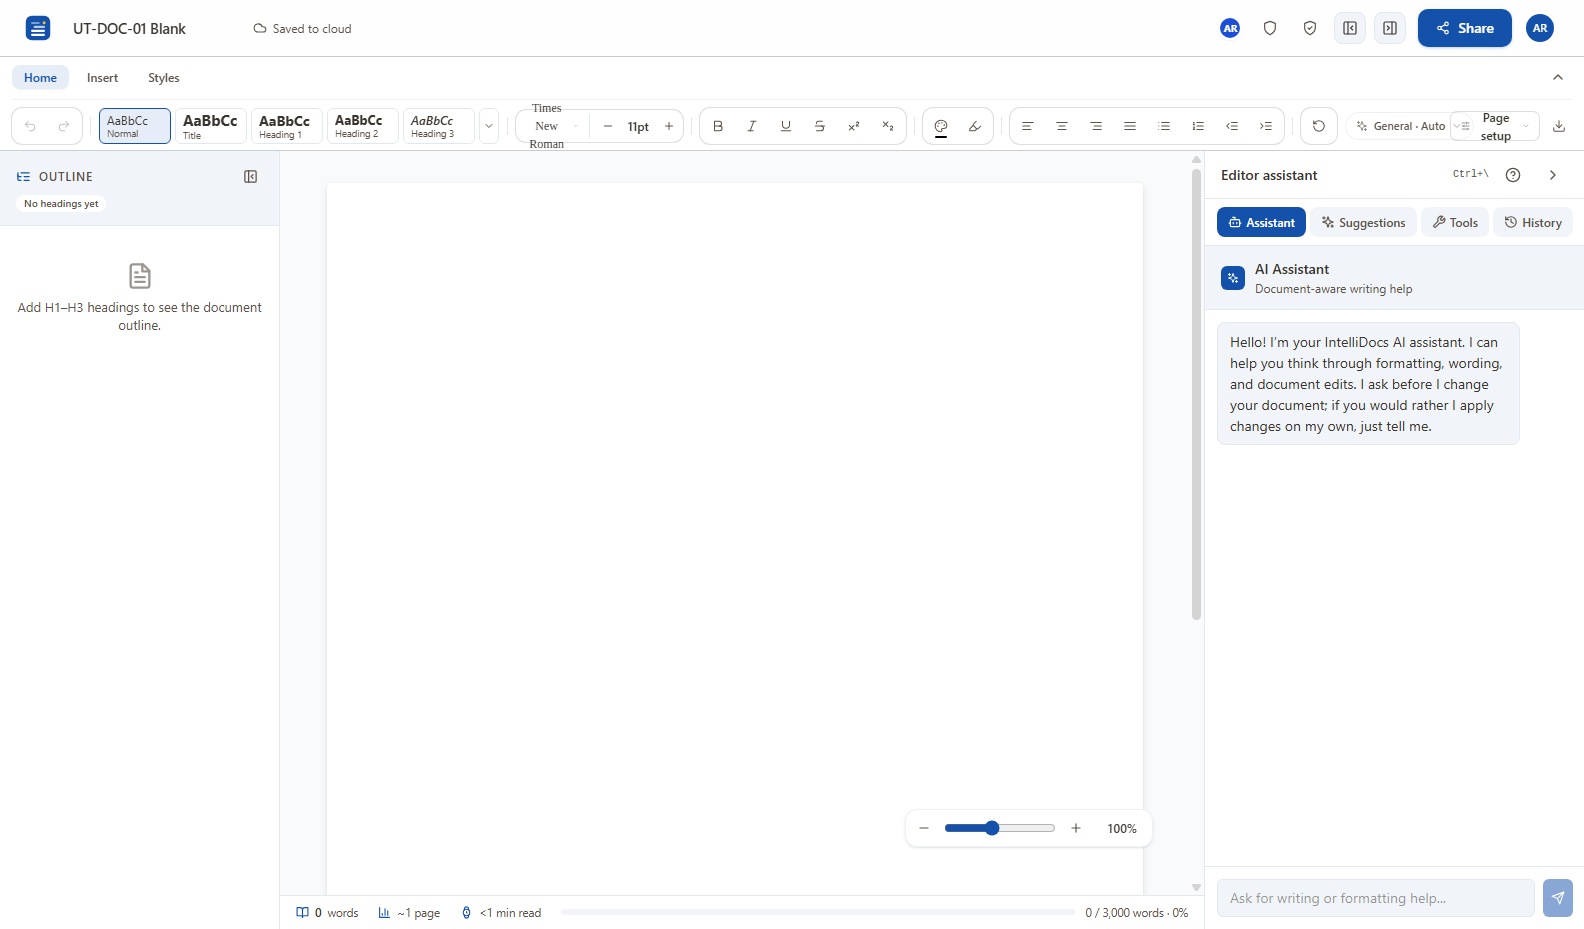 UT-DOC-01 Blank
Saved to cloud
AR
Share
AR
Home
Insert
Styles
AaBbCc
Normal
AaBbCc
Title
AaBbCc
Heading 1
AaBbCc
Heading 2
AaBbCc
Heading 3
Times
New
Roman
11pt
General · Auto
Page
setup
OUTLINE
No headings yet
Add H1–H3 headings to see the document
outline.
Editor assistant
Ctrl+\
Assistant
Suggestions
Tools
History
AI Assistant
Document-aware writing help
Hello! I'm your IntelliDocs AI assistant. I can
help you think through formatting, wording,
and document edits. I ask before I change
your document; if you would rather I apply
changes on my own, just tell me.
100%
0 words
~1 page
<1 min read
0 / 3,000 words · 0%
Ask for writing or formatting help...